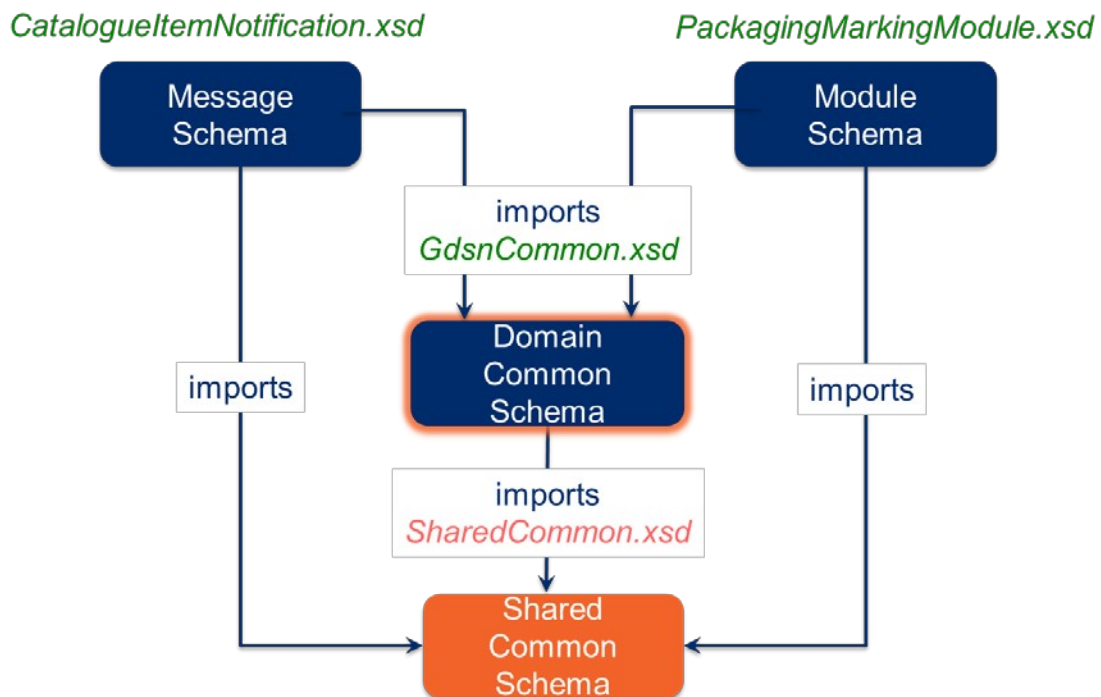 CatalogueItemNotification.xsd
PackagingMarkingModule.xsd
Message
Schema
Module
Schema
imports
GdsnCommon.xsd
Domain
Common
Schema
imports
imports
imports
SharedCommon.xsd
Shared
Common
Schema